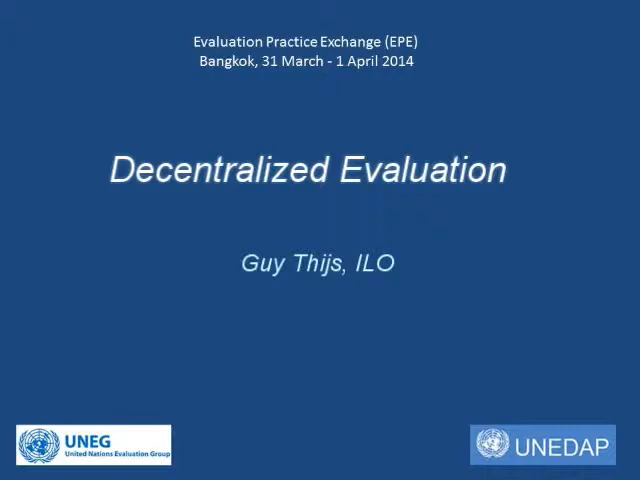 Evaluation Practice Exchange (EPE)
Bangkok, 31 March - 1 April 2014
Decentralized Evaluation
Guy Thijs, ILO
UNEG
United Nations Evaluation Group
UNEDAP